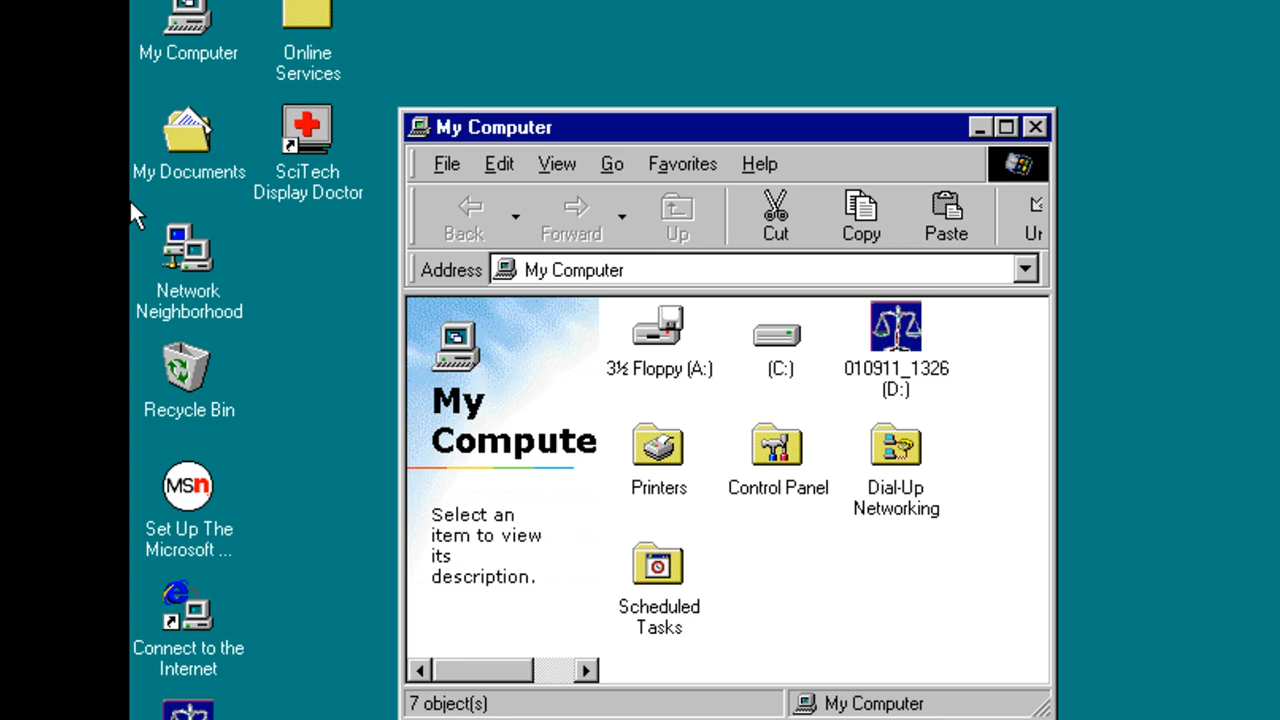 My Computer
Online
Services
My Documents
SciTech
Display Doctor
Network
Neighborhood
Recycle Bin
MSn
Set Up The
Microsoft ...
Connect to the
Internet
My Computer
File Edit View Go Favorites Help
Back Forward Up Cut Copy Paste Ur
Address My Computer
My
Compute
Select an
item to view
its
description.
3½ Floppy (A:)
(C:)
010911_1326
(D:)
Printers
Control Panel
Dial-Up
Networking
Scheduled
Tasks
7 object(s)
My Computer